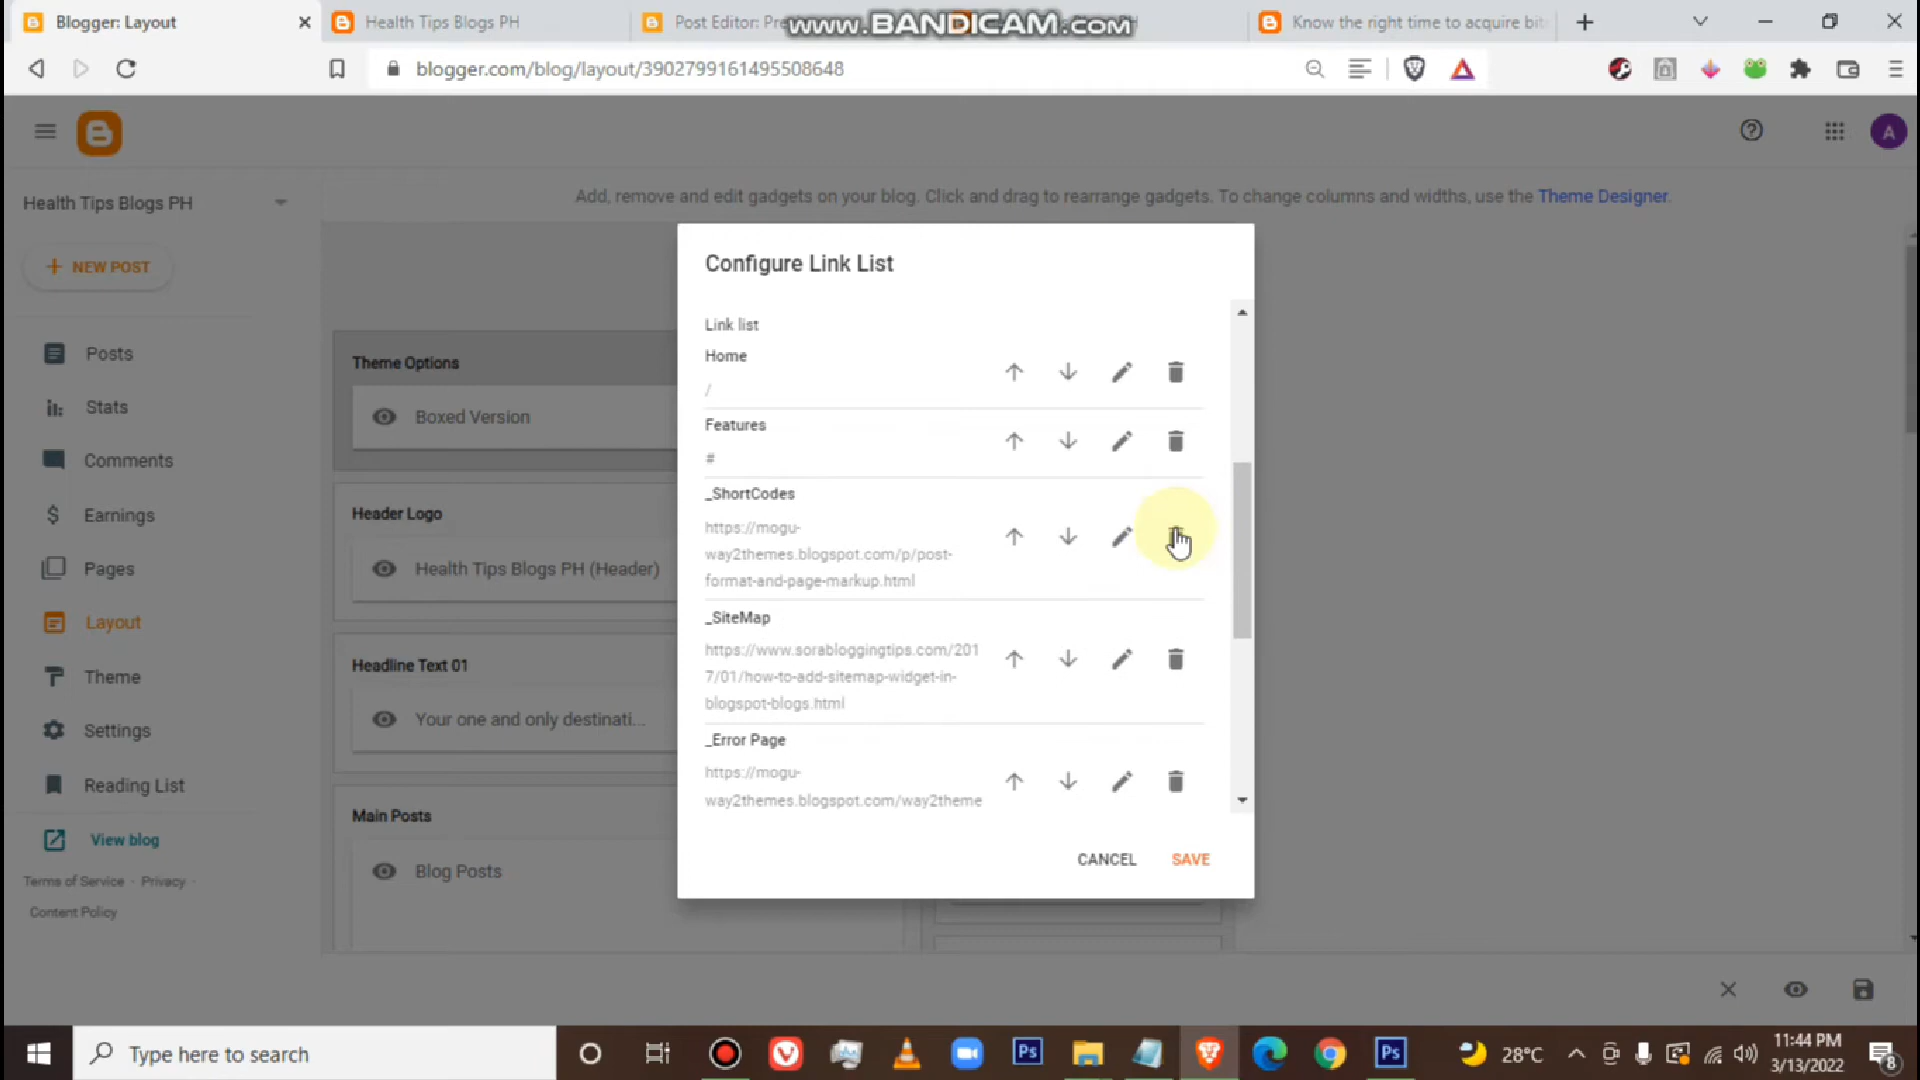 Blogger: Layout
Health Tips Blogs PH
Post Editor: Pre
www.BANDICAM.com
Know the right time to acquire bit
blogger.com/blog/layout/3902799161495508648
A
Health Tips Blogs PH
Add, remove and edit gadgets on your blog. Click and drag to rearrange gadgets. To change columns and widths, use the Theme Designer.
NEW POST
Posts
Stats
Comments
Earnings
Pages
Layout
Theme
Settings
Reading List
View blog
Terms of Service · Privacy ·
Content Policy
Theme Options
Boxed Version
Header Logo
Health Tips Blogs PH (Header)
Headline Text 01
Your one and only destinati...
Main Posts
Blog Posts
Configure Link List
Link list
Home
/
Features
#
_ShortCodes
https://mogu-
way2themes.blogspot.com/p/post-
format-and-page-markup.html
_SiteMap
https://www.sorabloggingtips.com/201
7/01/how-to-add-sitemap-widget-in-
blogspot-blogs.html
_Error Page
https://mogu-
way2themes.blogspot.com/way2theme
CANCEL
SAVE
Type here to search
Ps
Ps
28°C
11:44 PM
3/13/2022
8